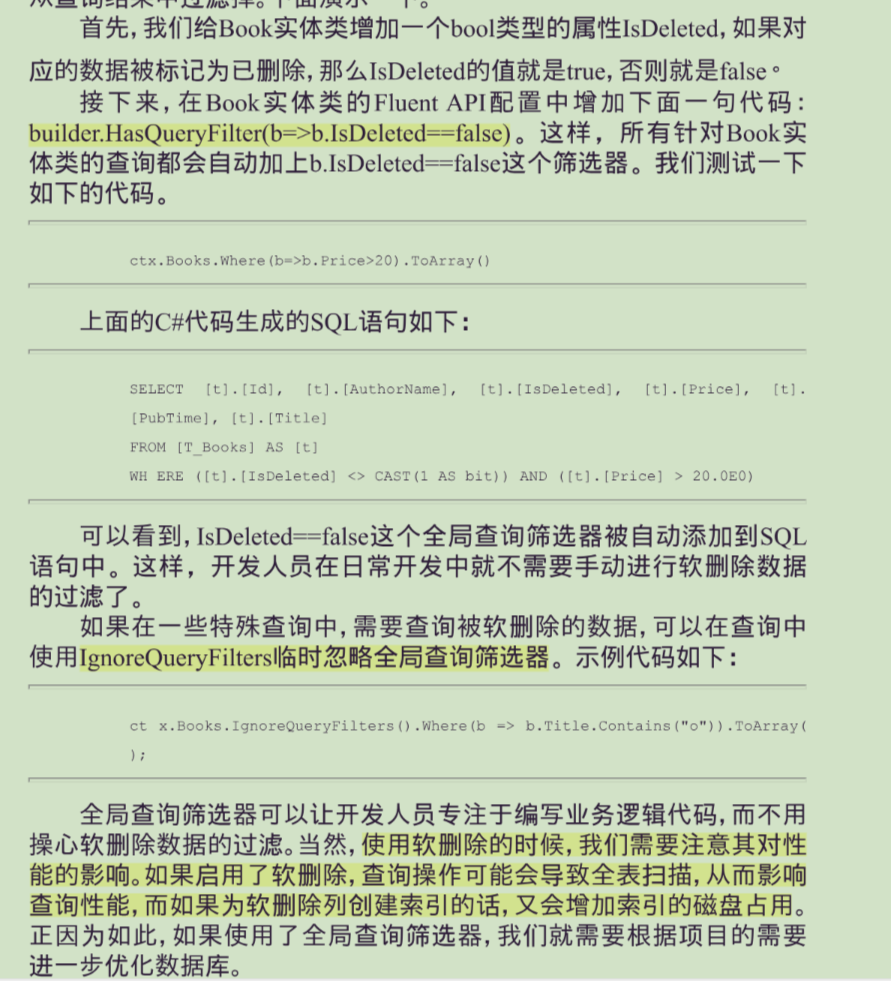 从查询结果中过滤掉。下面演示一下。
首先，我们给Book实体类增加一个bool类型的属性IsDeleted，如果对
应的数据被标记为已删除，那么IsDeleted的值就是true，否则就是false。
接下来，在Book实体类的Fluent API配置中增加下面一句代码：
builder.HasQueryFilter(b=>b.IsDeleted==false)。这样，所有针对Book实
体类的查询都会自动加上b.IsDeleted==false这个筛选器。我们测试一下
如下的代码。
ctx.Books.Where(b=>b.Price>20).ToArray()
上面的C#代码生成的SQL语句如下：
SELECT [t].[Id], [t].[AuthorName], [t].[IsDeleted], [t].[Price], [t].
[PubTime], [t].[Title]
FROM [T_Books] AS [t]
WH ERE ([t].[IsDeleted] <> CAST(1 AS bit)) AND ([t].[Price] > 20.0E0)
可以看到，IsDeleted==false这个全局查询筛选器被自动添加到SQL
语句中。这样，开发人员在日常开发中就不需要手动进行软删除数据
的过滤了。
如果在一些特殊查询中，需要查询被软删除的数据，可以在查询中
使用IgnoreQueryFilters临时忽略全局查询筛选器。示例代码如下：
ct x.Books.IgnoreQueryFilters().Where(b => b.Title.Contains("o")).ToArray(
);
全局查询筛选器可以让开发人员专注于编写业务逻辑代码，而不用
操心软删除数据的过滤。当然，使用软删除的时候，我们需要注意其对性
能的影响。如果启用了软删除，查询操作可能会导致全表扫描，从而影响
查询性能，而如果为软删除列创建索引的话，又会增加索引的磁盘占用。
正因为如此，如果使用了全局查询筛选器，我们就需要根据项目的需要
进一步优化数据库。